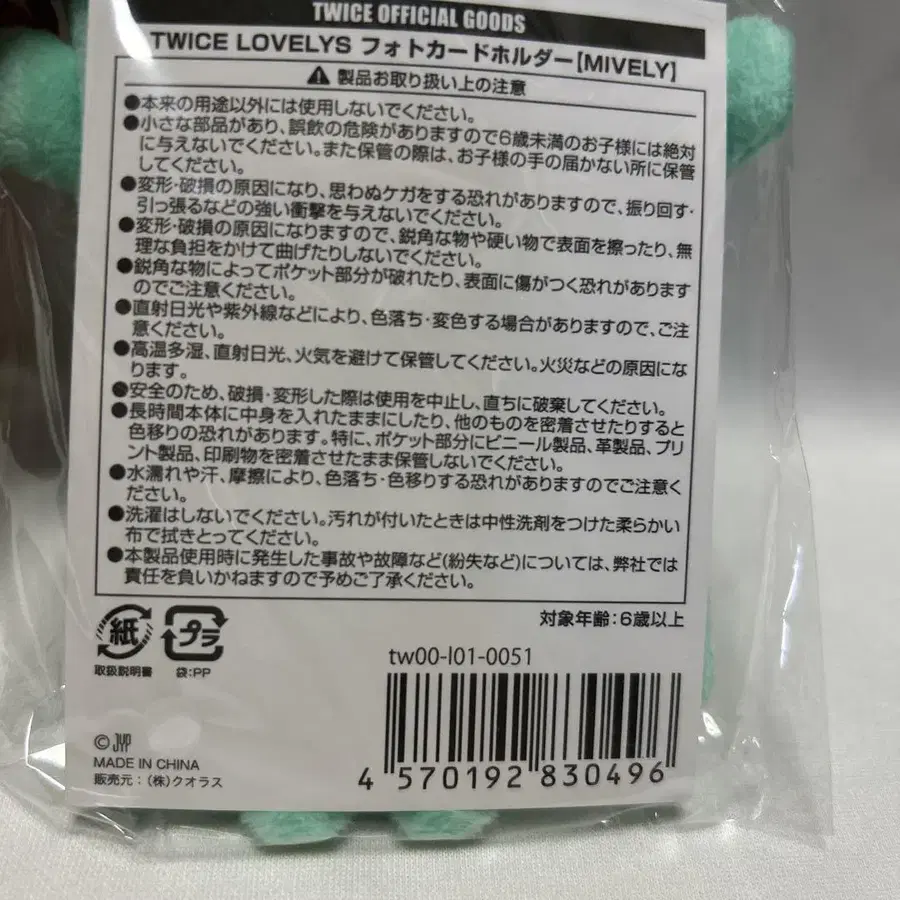 TWICE OFFICIAL GOODS
TWICE LOVELYS フォトカードホルダー[MIVELY]
製品お取り扱い上の注意
●本来の用途以外には使用しないでください。
●小さな部品があり、誤飲の危険がありますので6歳未満のお子様には絶対
に与えないでください。また保管の際は、お子様の手の届かない所に保管
してください。
●変形・破損の原因になり、思わぬケガをする恐れがありますので、振り回す・
引っ張るなどの強い衝撃を与えないでください。
●変形・破損の原因になりますので、鋭角な物や硬い物で表面を擦ったり、無
理な負担をかけて曲げたりしないでください。
●鋭角な物によってポケット部分が破れたり、表面に傷がつく恐れがあります
のでご注意ください。
●直射日光や紫外線などにより、色落ち・変色する場合がありますので、ご注
意ください。
●高温多湿、直射日光、火気を避けて保管してください。火災などの原因にな
ります。
●安全のため、破損・変形した際は使用を中止し、直ちに破棄してください。
●長時間本体に中身を入れたままにしたり、他のものを密着させたりすると
色移りの恐れがあります。特に、ポケット部分にビニール製品、革製品、プリ
ント製品、印刷物を密着させたまま保管しないでください。
●水濡れや汗、摩擦により、色落ち・色移りする恐れがありますのでご注意く
ださい。
●洗濯はしないでください。汚れが付いたときは中性洗剤をつけた柔らかい
布で拭きとってください。
●本製品使用時に発生した事故や故障など(紛失など)については、弊社では
責任を負いかねますので予めご了承ください。
対象年齢:6歳以上
紙
プラ
取扱説明書
袋:PP
tw00-l01-0051
4 570192 830496
© JYP
MADE IN CHINA
販売元:(株)クオラス